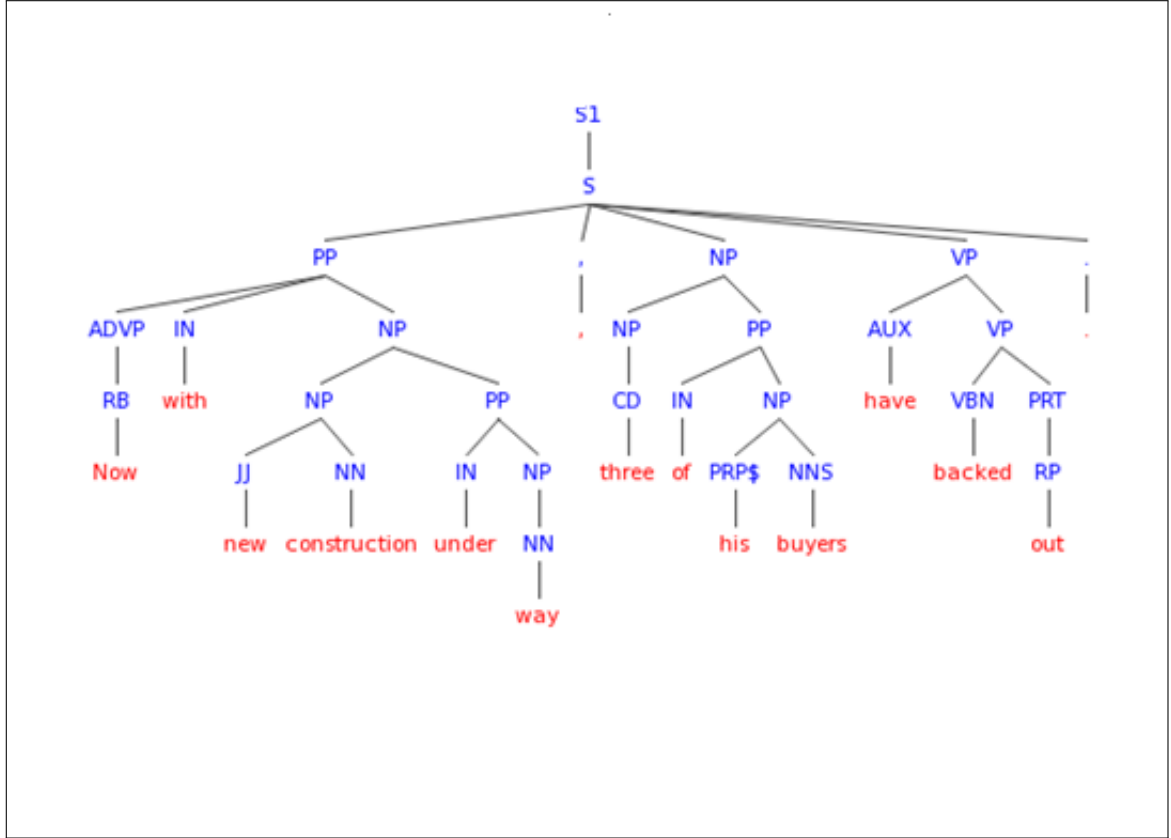 S1
S
PP , NP VP .
ADVP IN NP , NP PP AUX VP .
RB with NP PP CD IN NP have VBN PRT
Now JJ NN IN NP three of PRP$ NNS backed RP
new construction under NN his buyers out
way